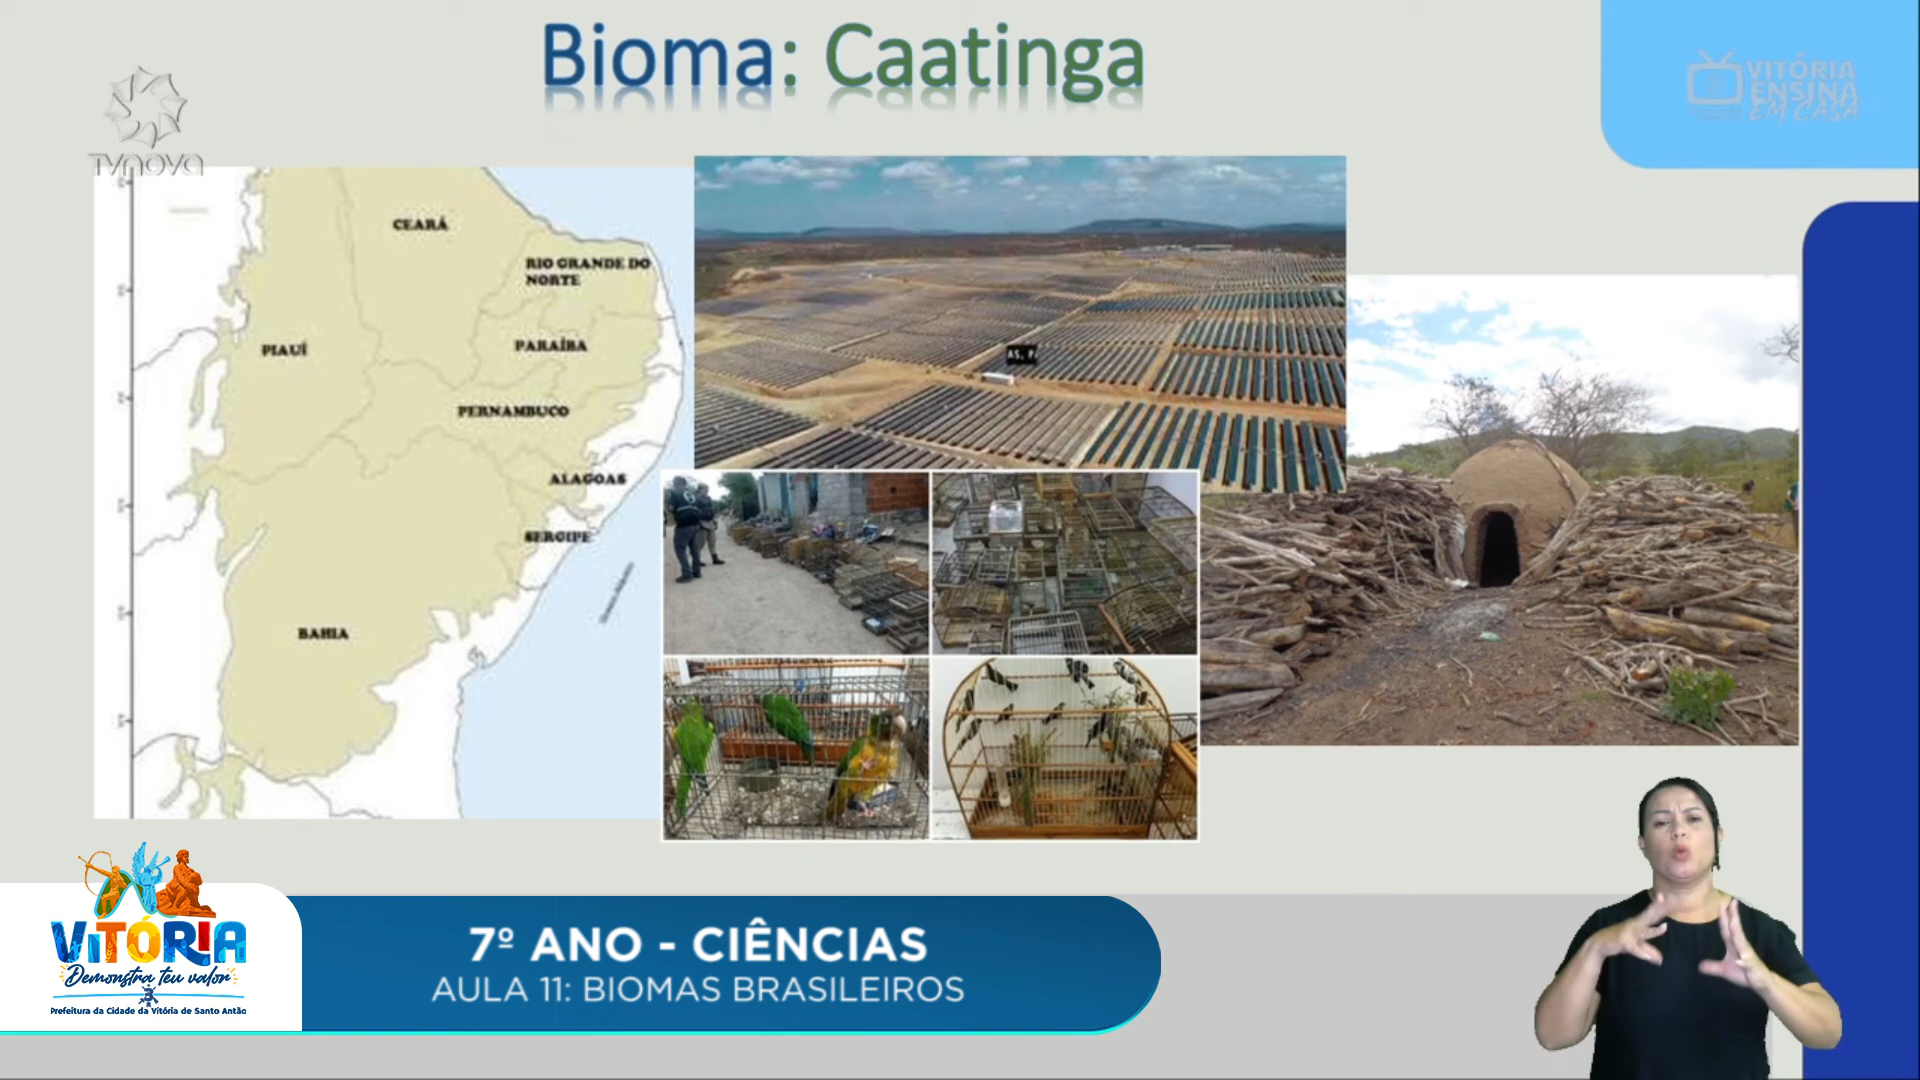 Bioma: Caatinga
TVNOVA
VITÓRIA
ENSINA
EM CASA
CEARÁ
RIO GRANDE DO
NORTE
PIAUÍ
PARAÍBA
PERNAMBUCO
ALAGOAS
SERGIPE
BAHIA
AS, P
VITÓRIA
Demonstra teu valor
Prefeitura da Cidade da Vitória de Santo Antão
7º ANO - CIÊNCIAS
AULA 11: BIOMAS BRASILEIROS